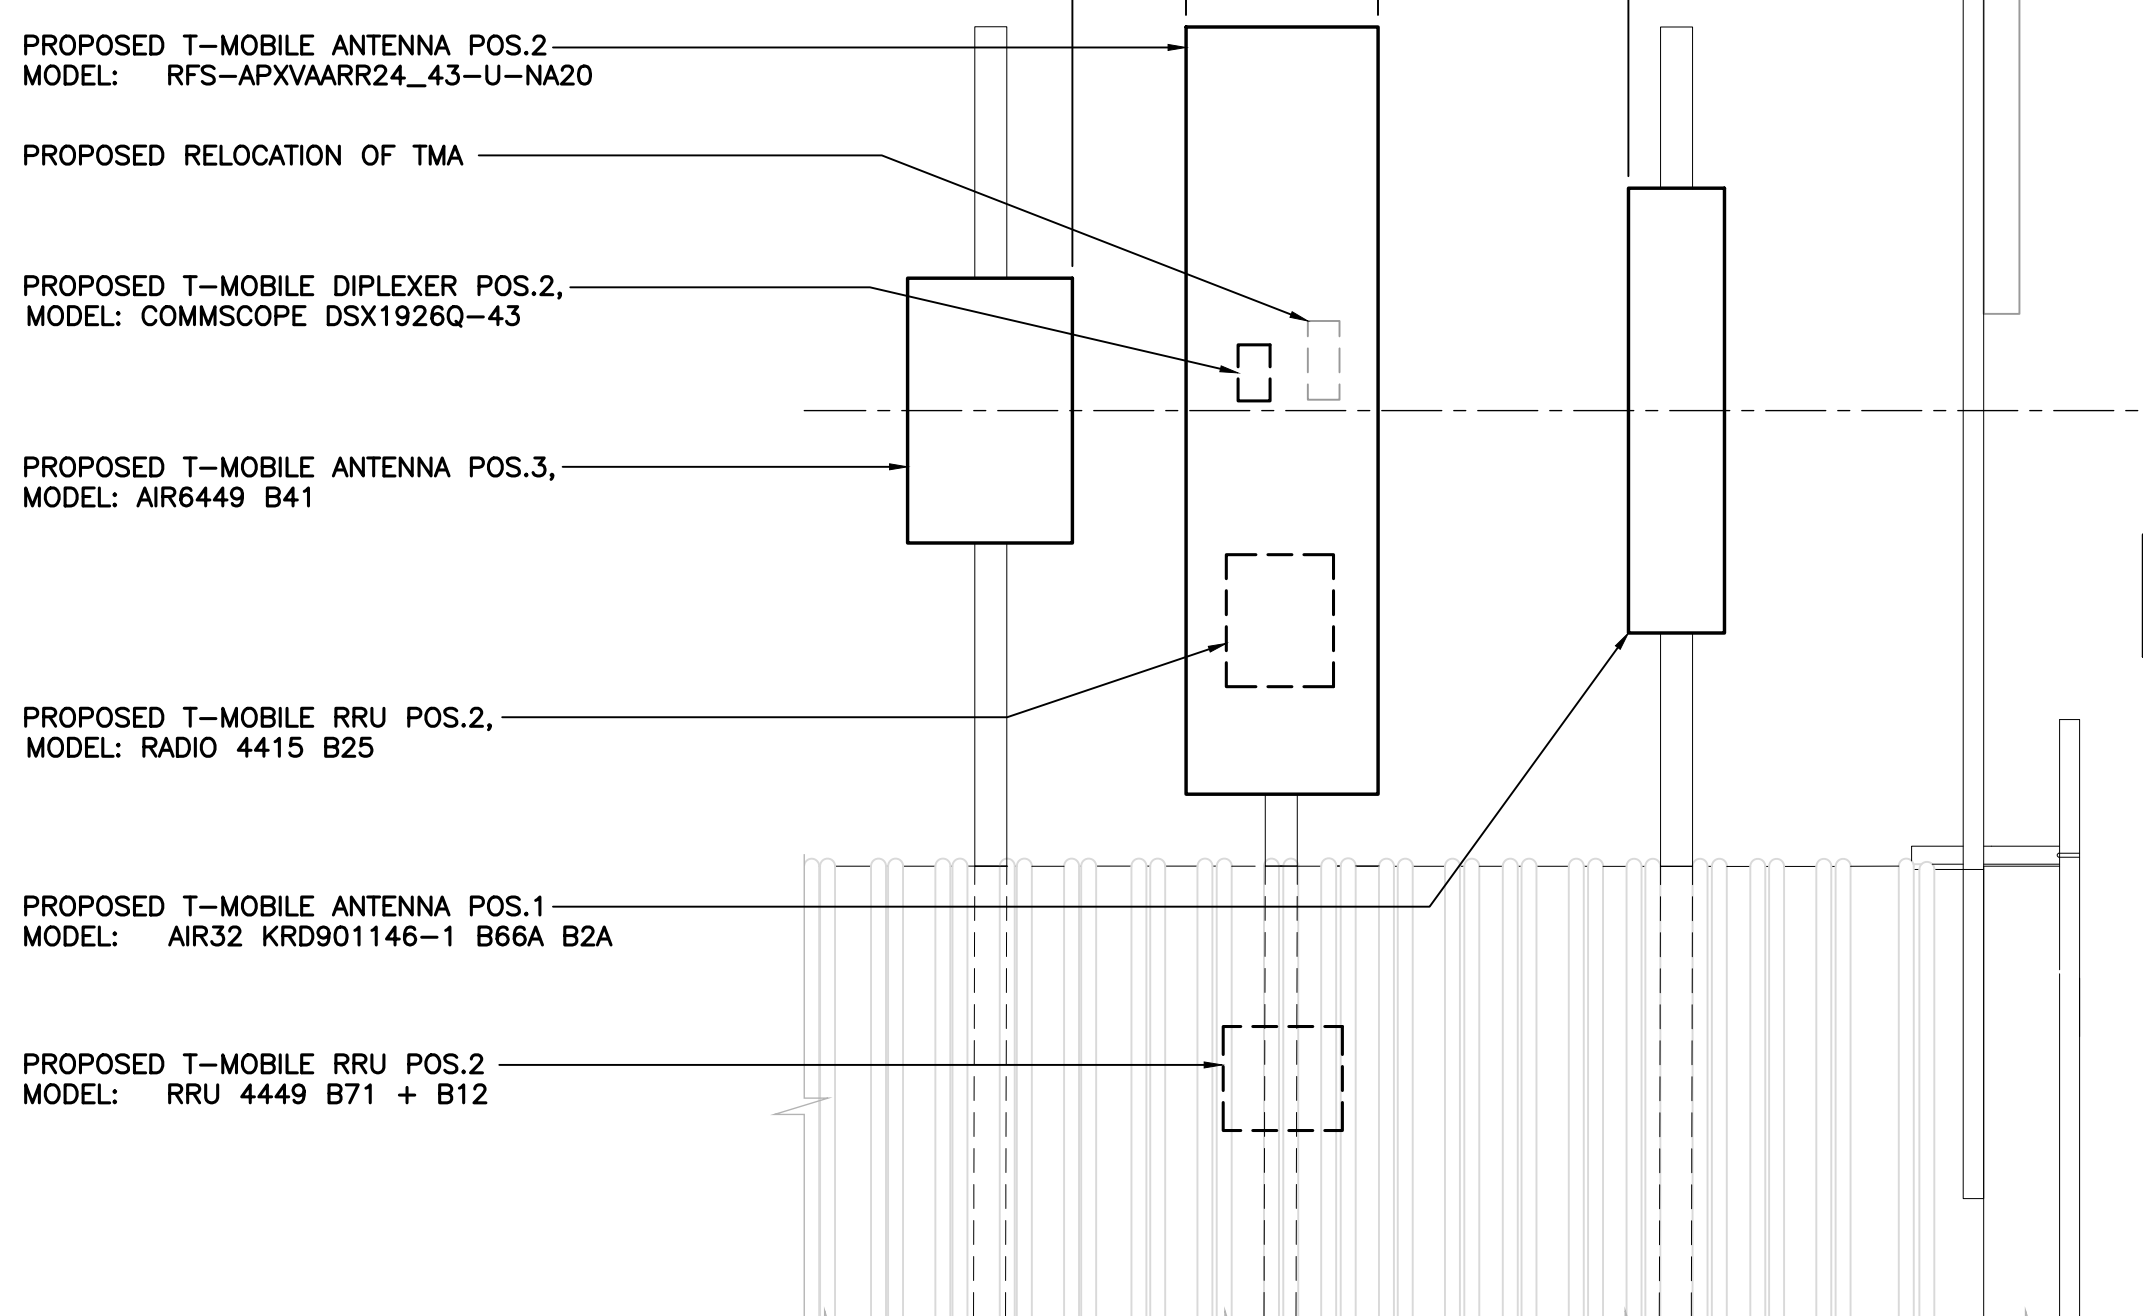 PROPOSED T-MOBILE ANTENNA POS.2
MODEL: RFS-APXVAARR24_43-U-NA20
PROPOSED RELOCATION OF TMA
PROPOSED T-MOBILE DIPLEXER POS.2,
MODEL: COMMSCOPE DSX1926Q-43
PROPOSED T-MOBILE ANTENNA POS.3,
MODEL: AIR6449 B41
PROPOSED T-MOBILE RRU POS.2,
MODEL: RADIO 4415 B25
PROPOSED T-MOBILE ANTENNA POS.1
MODEL: AIR32 KRD901146-1 B66A B2A
PROPOSED T-MOBILE RRU POS.2
MODEL: RRU 4449 B71 + B12